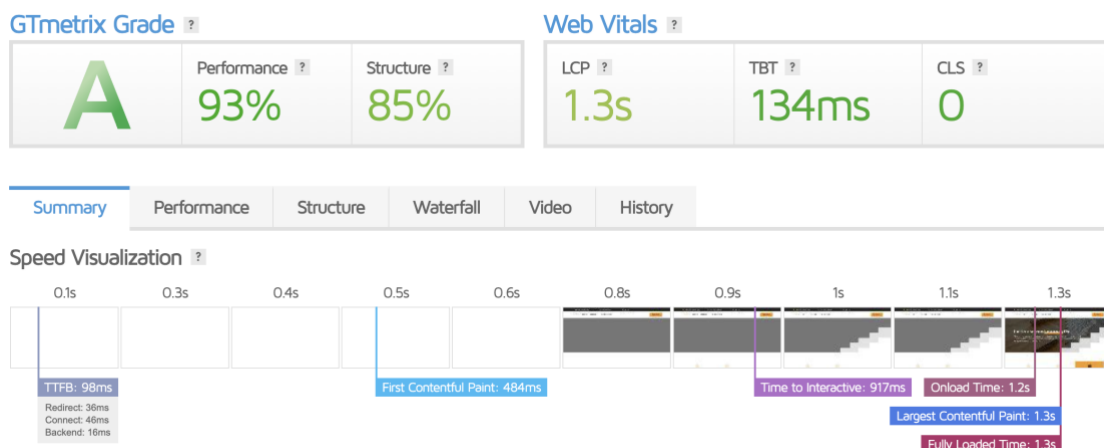 GTmetrix Grade ?
Web Vitals ?
A
Performance ?
93%
Structure ?
85%
LCP ?
1.3s
TBT ?
134ms
CLS ?
0
Summary
Performance
Structure
Waterfall
Video
History
Speed Visualization ?
0.1s 0.3s 0.4s 0.5s 0.6s 0.8s 0.9s 1s 1.1s 1.3s
TTFB: 98ms
Redirect: 36ms
Connect: 46ms
Backend: 16ms
First Contentful Paint: 484ms
Time to Interactive: 917ms
Onload Time: 1.2s
Largest Contentful Paint: 1.3s
Fully Loaded Time: 1.3s